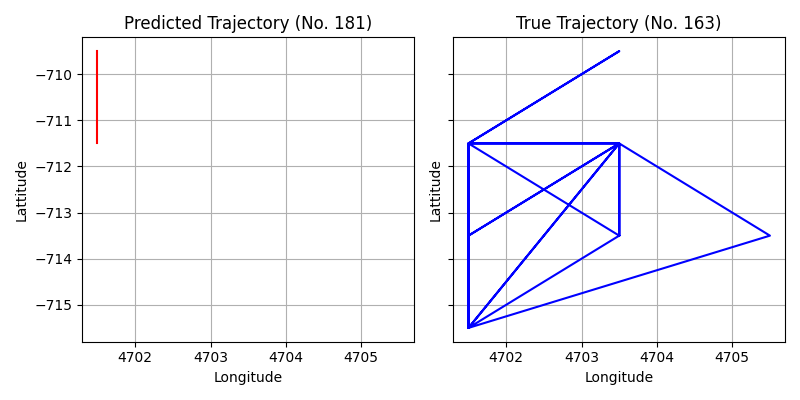 Predicted Trajectory (No. 181)
−710
−711
−712
−713
−714
−715
Lattitude
4702 4703 4704 4705
Longitude
True Trajectory (No. 163)
Lattitude
4702 4703 4704 4705
Longitude